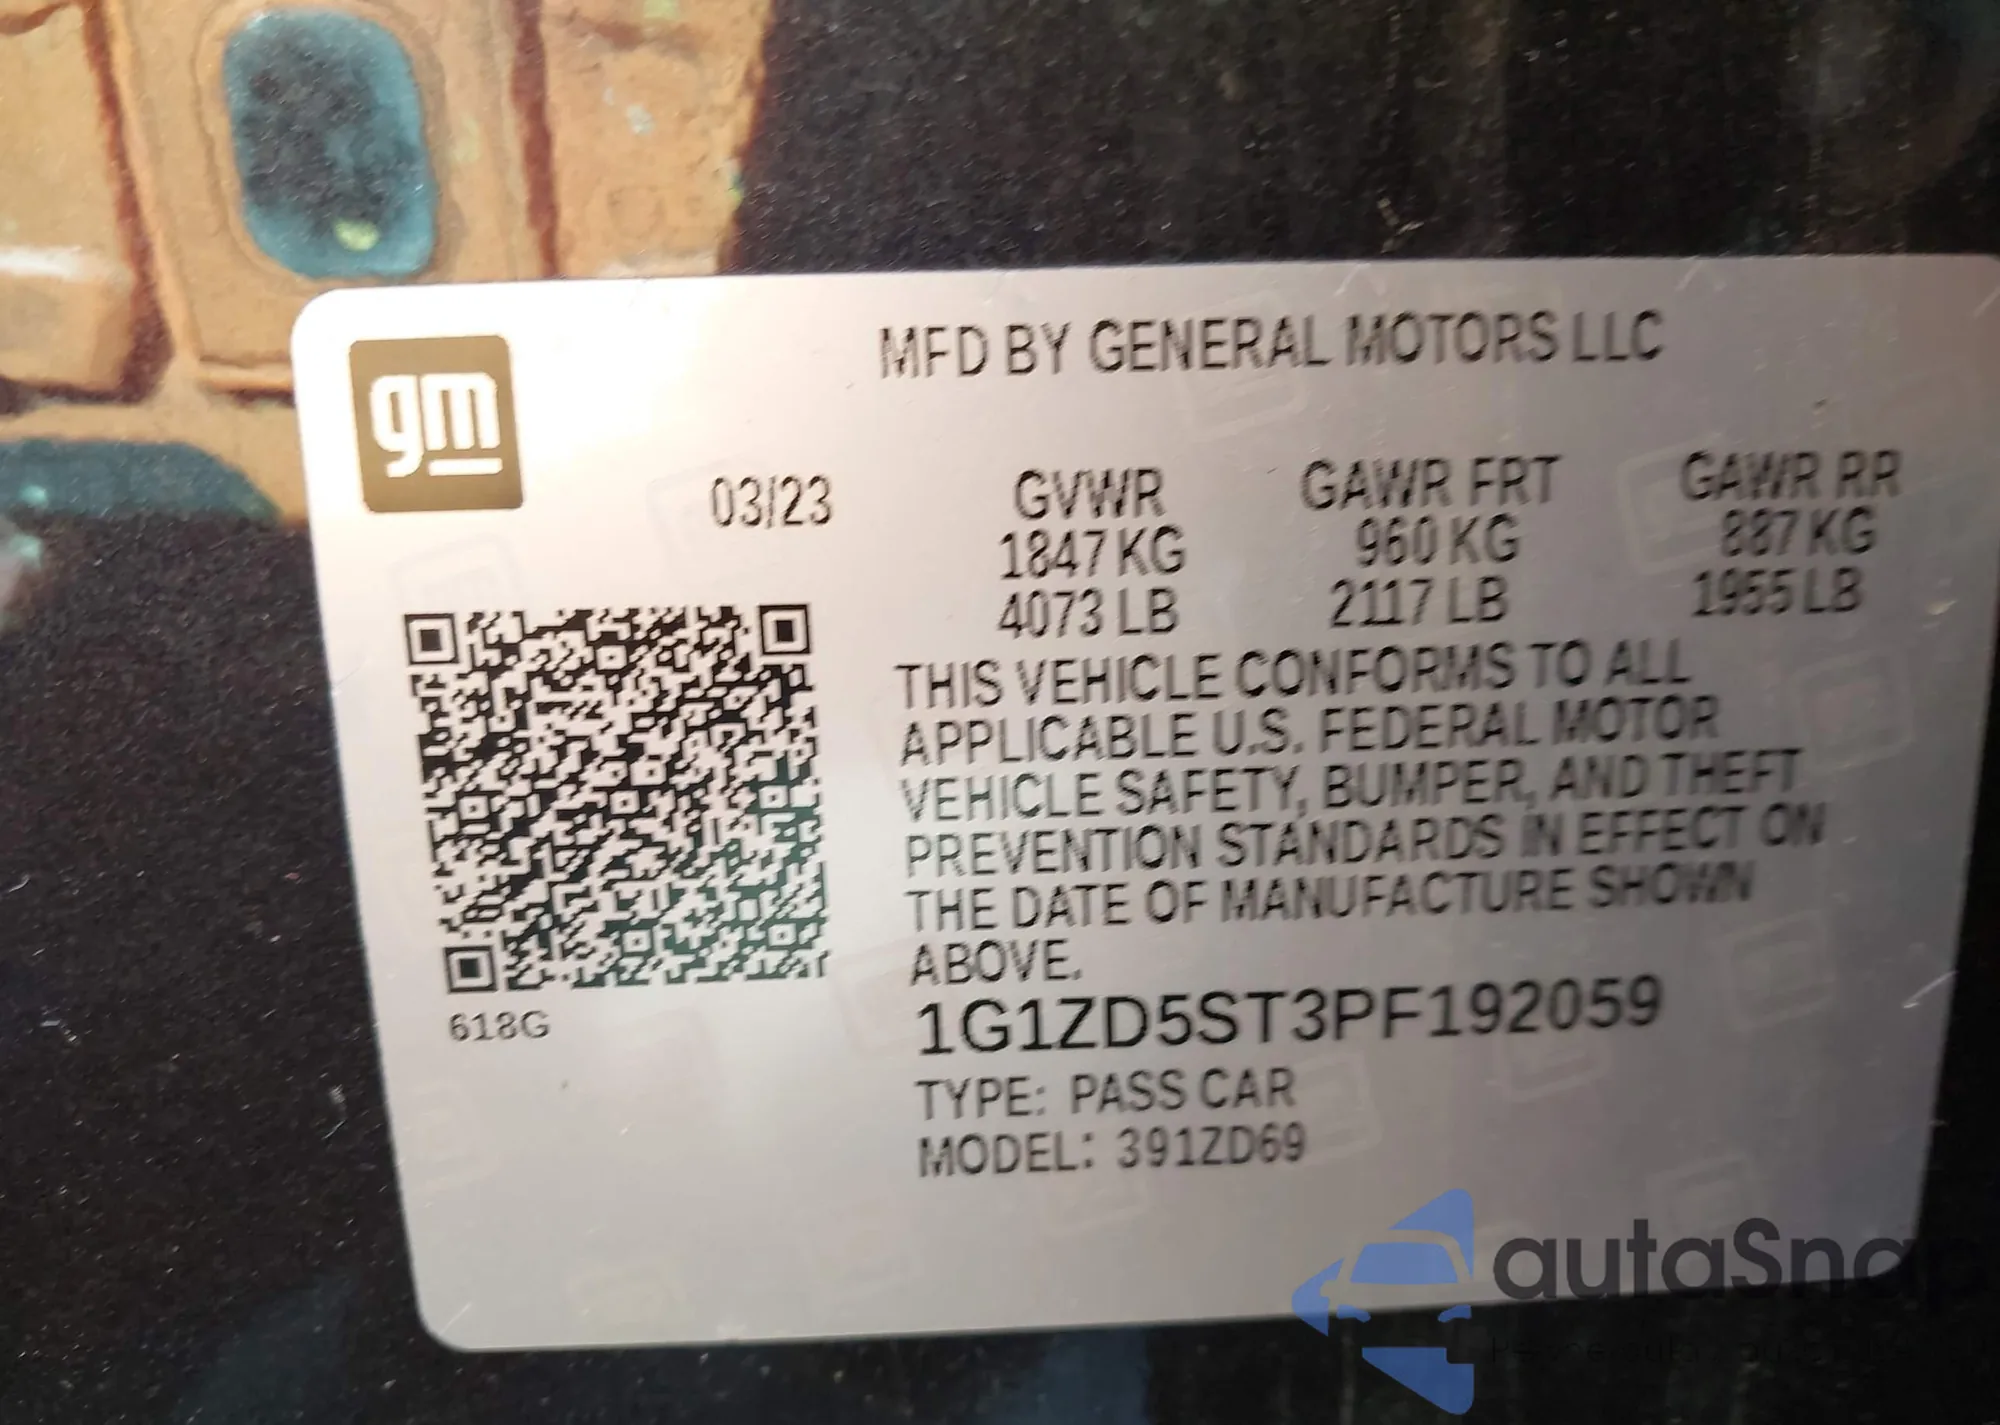 gm
MFD BY GENERAL MOTORS LLC
03/23
GVWR GAWR FRT GAWR RR
1847 KG 960 KG 887 KG
4073 LB 2117 LB 1955 LB
THIS VEHICLE CONFORMS TO ALL
APPLICABLE U.S. FEDERAL MOTOR
VEHICLE SAFETY, BUMPER, AND THEFT
PREVENTION STANDARDS IN EFFECT ON
THE DATE OF MANUFACTURE SHOWN
ABOVE.
618G
1G1ZD5ST3PF192059
TYPE: PASS CAR
MODEL: 391ZD69
autaSna